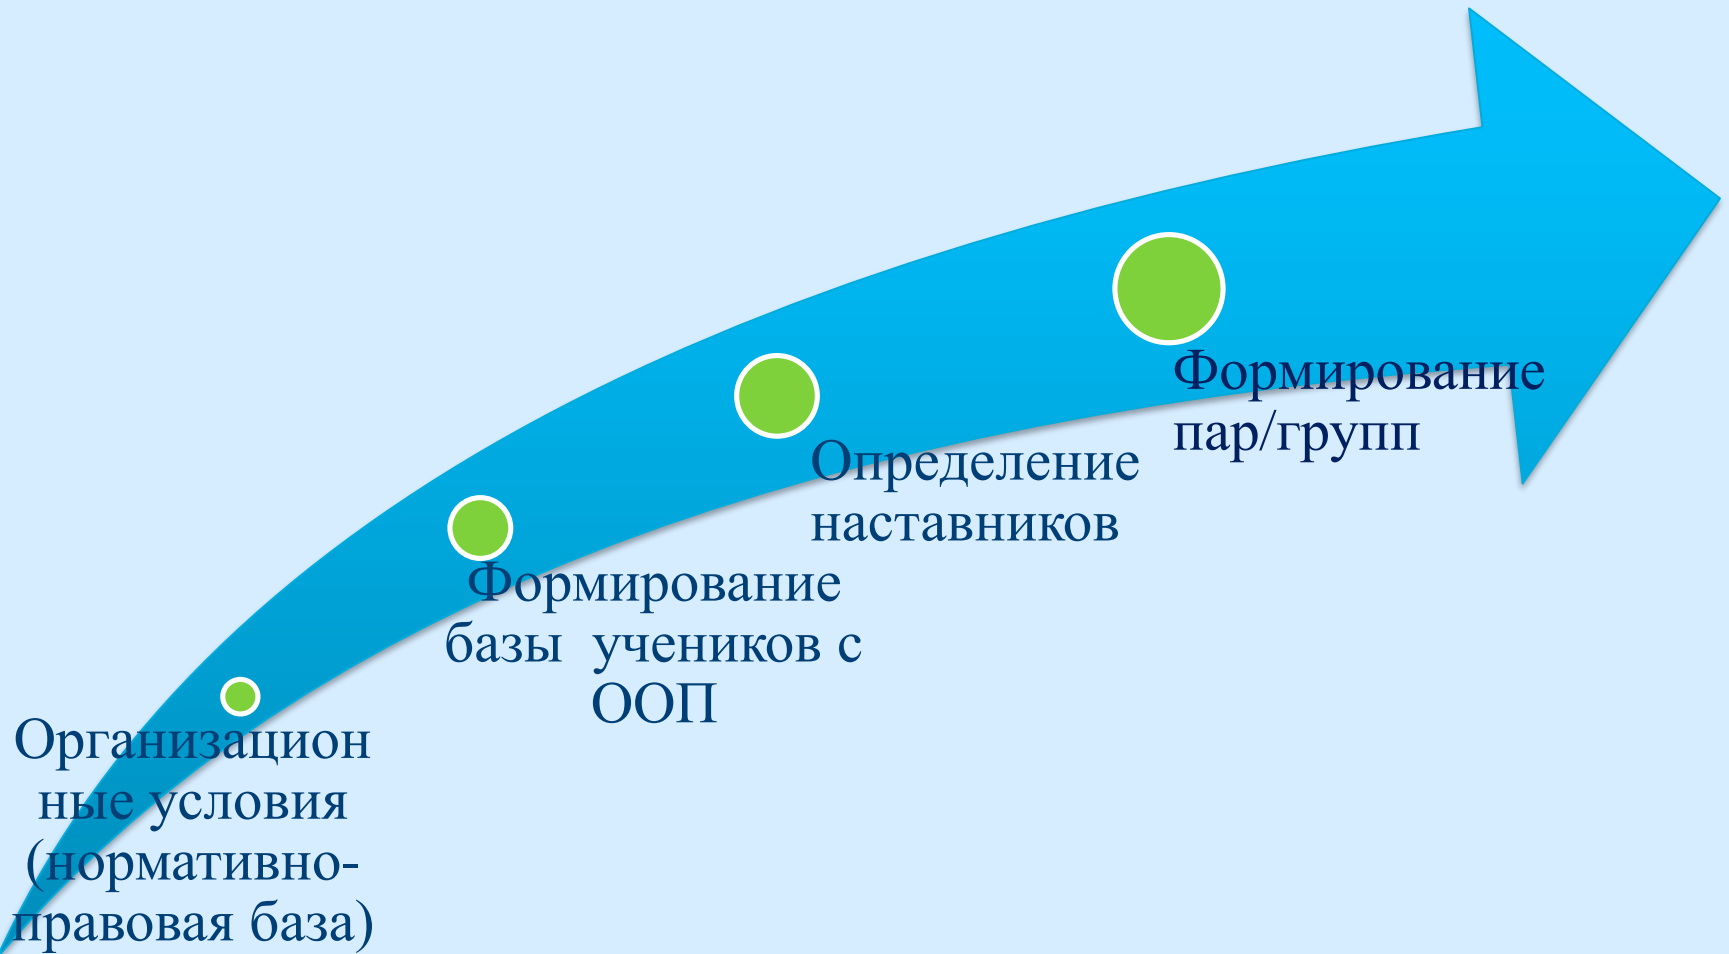 Организацион
ные условия
(нормативно-
правовая база)
Формирование
базы  учеников с
ООП
Определение
наставников
Формирование
пар/групп